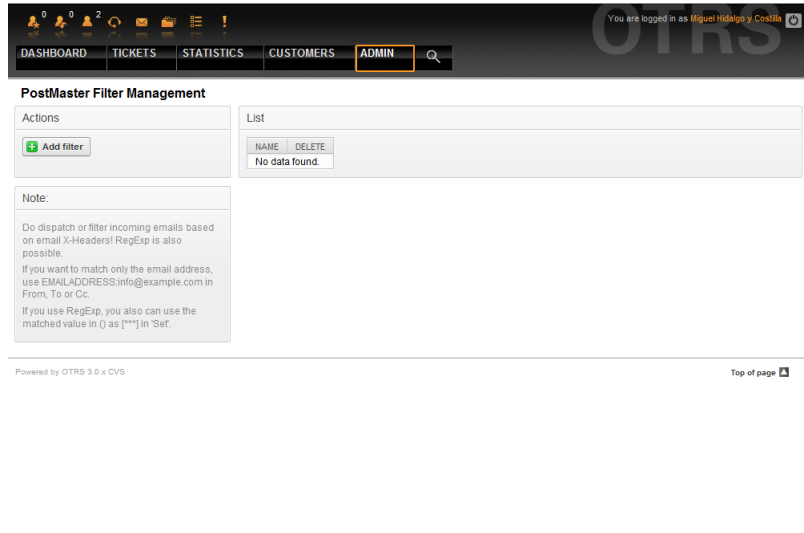 0 0 2
You are logged in as Miguel Hidalgo y Costilla
OTRS
DASHBOARD TICKETS STATISTICS CUSTOMERS ADMIN
PostMaster Filter Management
Actions
Add filter
List
NAME DELETE
No data found.
Note:
Do dispatch or filter incoming emails based
on email X-Headers! RegExp is also
possible.
If you want to match only the email address,
use EMAILADDRESS:info@example.com in
From, To or Cc.
If you use RegExp, you also can use the
matched value in () as [***] in 'Set'.
Powered by OTRS 3.0.x CVS
Top of page